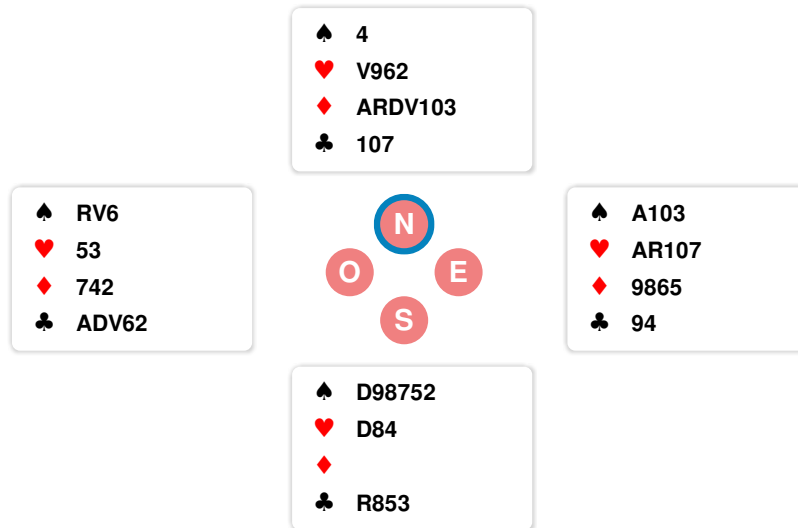 ♠ 4
♥ V962
♦ ARDV103
♣ 107
♠ RV6
♥ 53
♦ 742
♣ ADV62
N
O
E
S
♠ A103
♥ AR107
♦ 9865
♣ 94
♠ D98752
♥ D84
♦
♣ R853